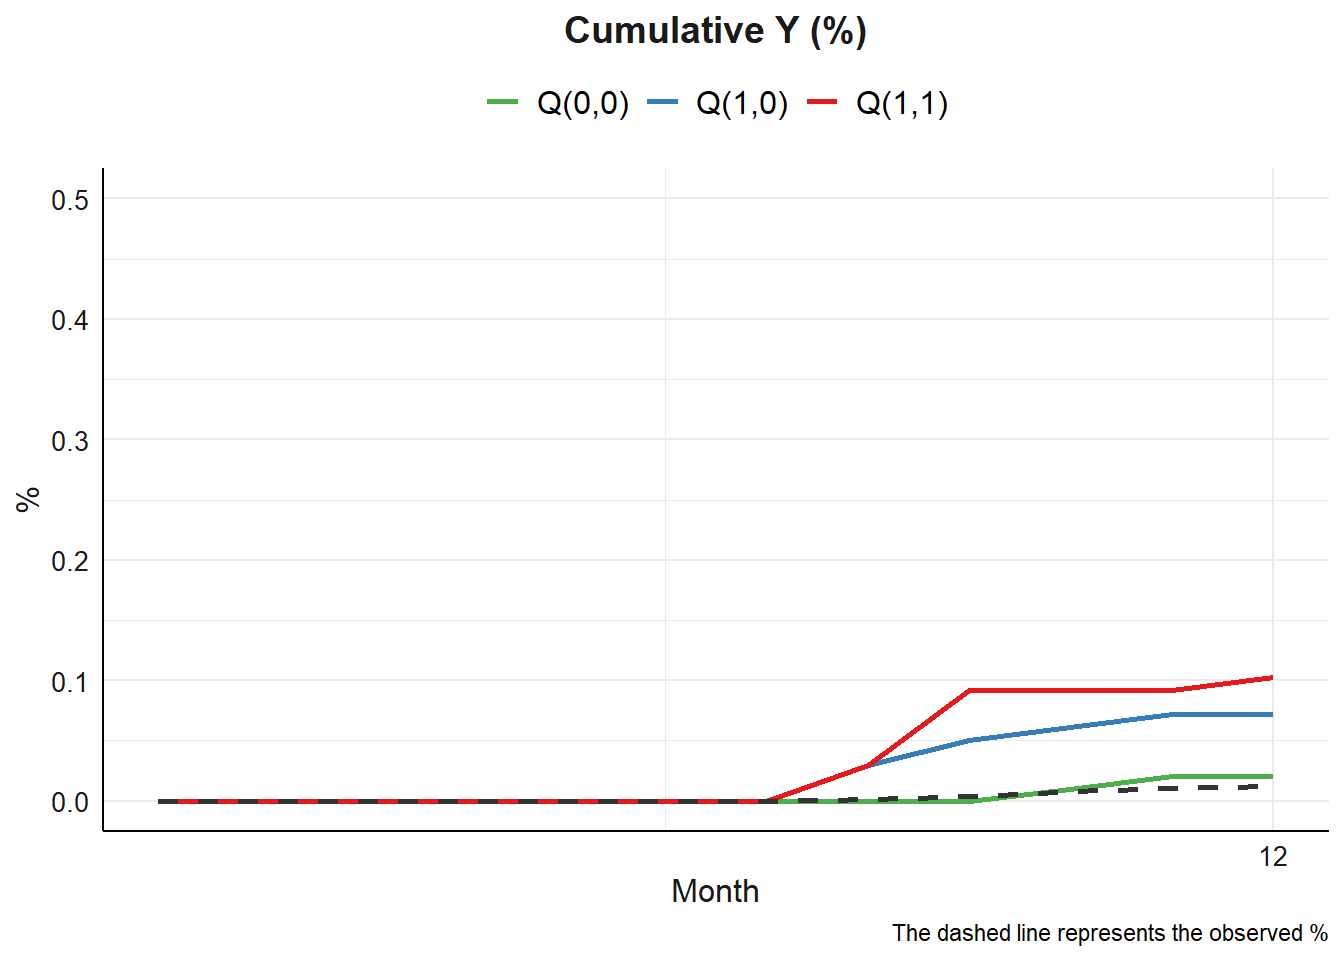 Cumulative Y (%)
Q(0,0) Q(1,0) Q(1,1)
0.5
0.4
0.3
0.2
0.1
0.0
%
12
Month
The dashed line represents the observed %